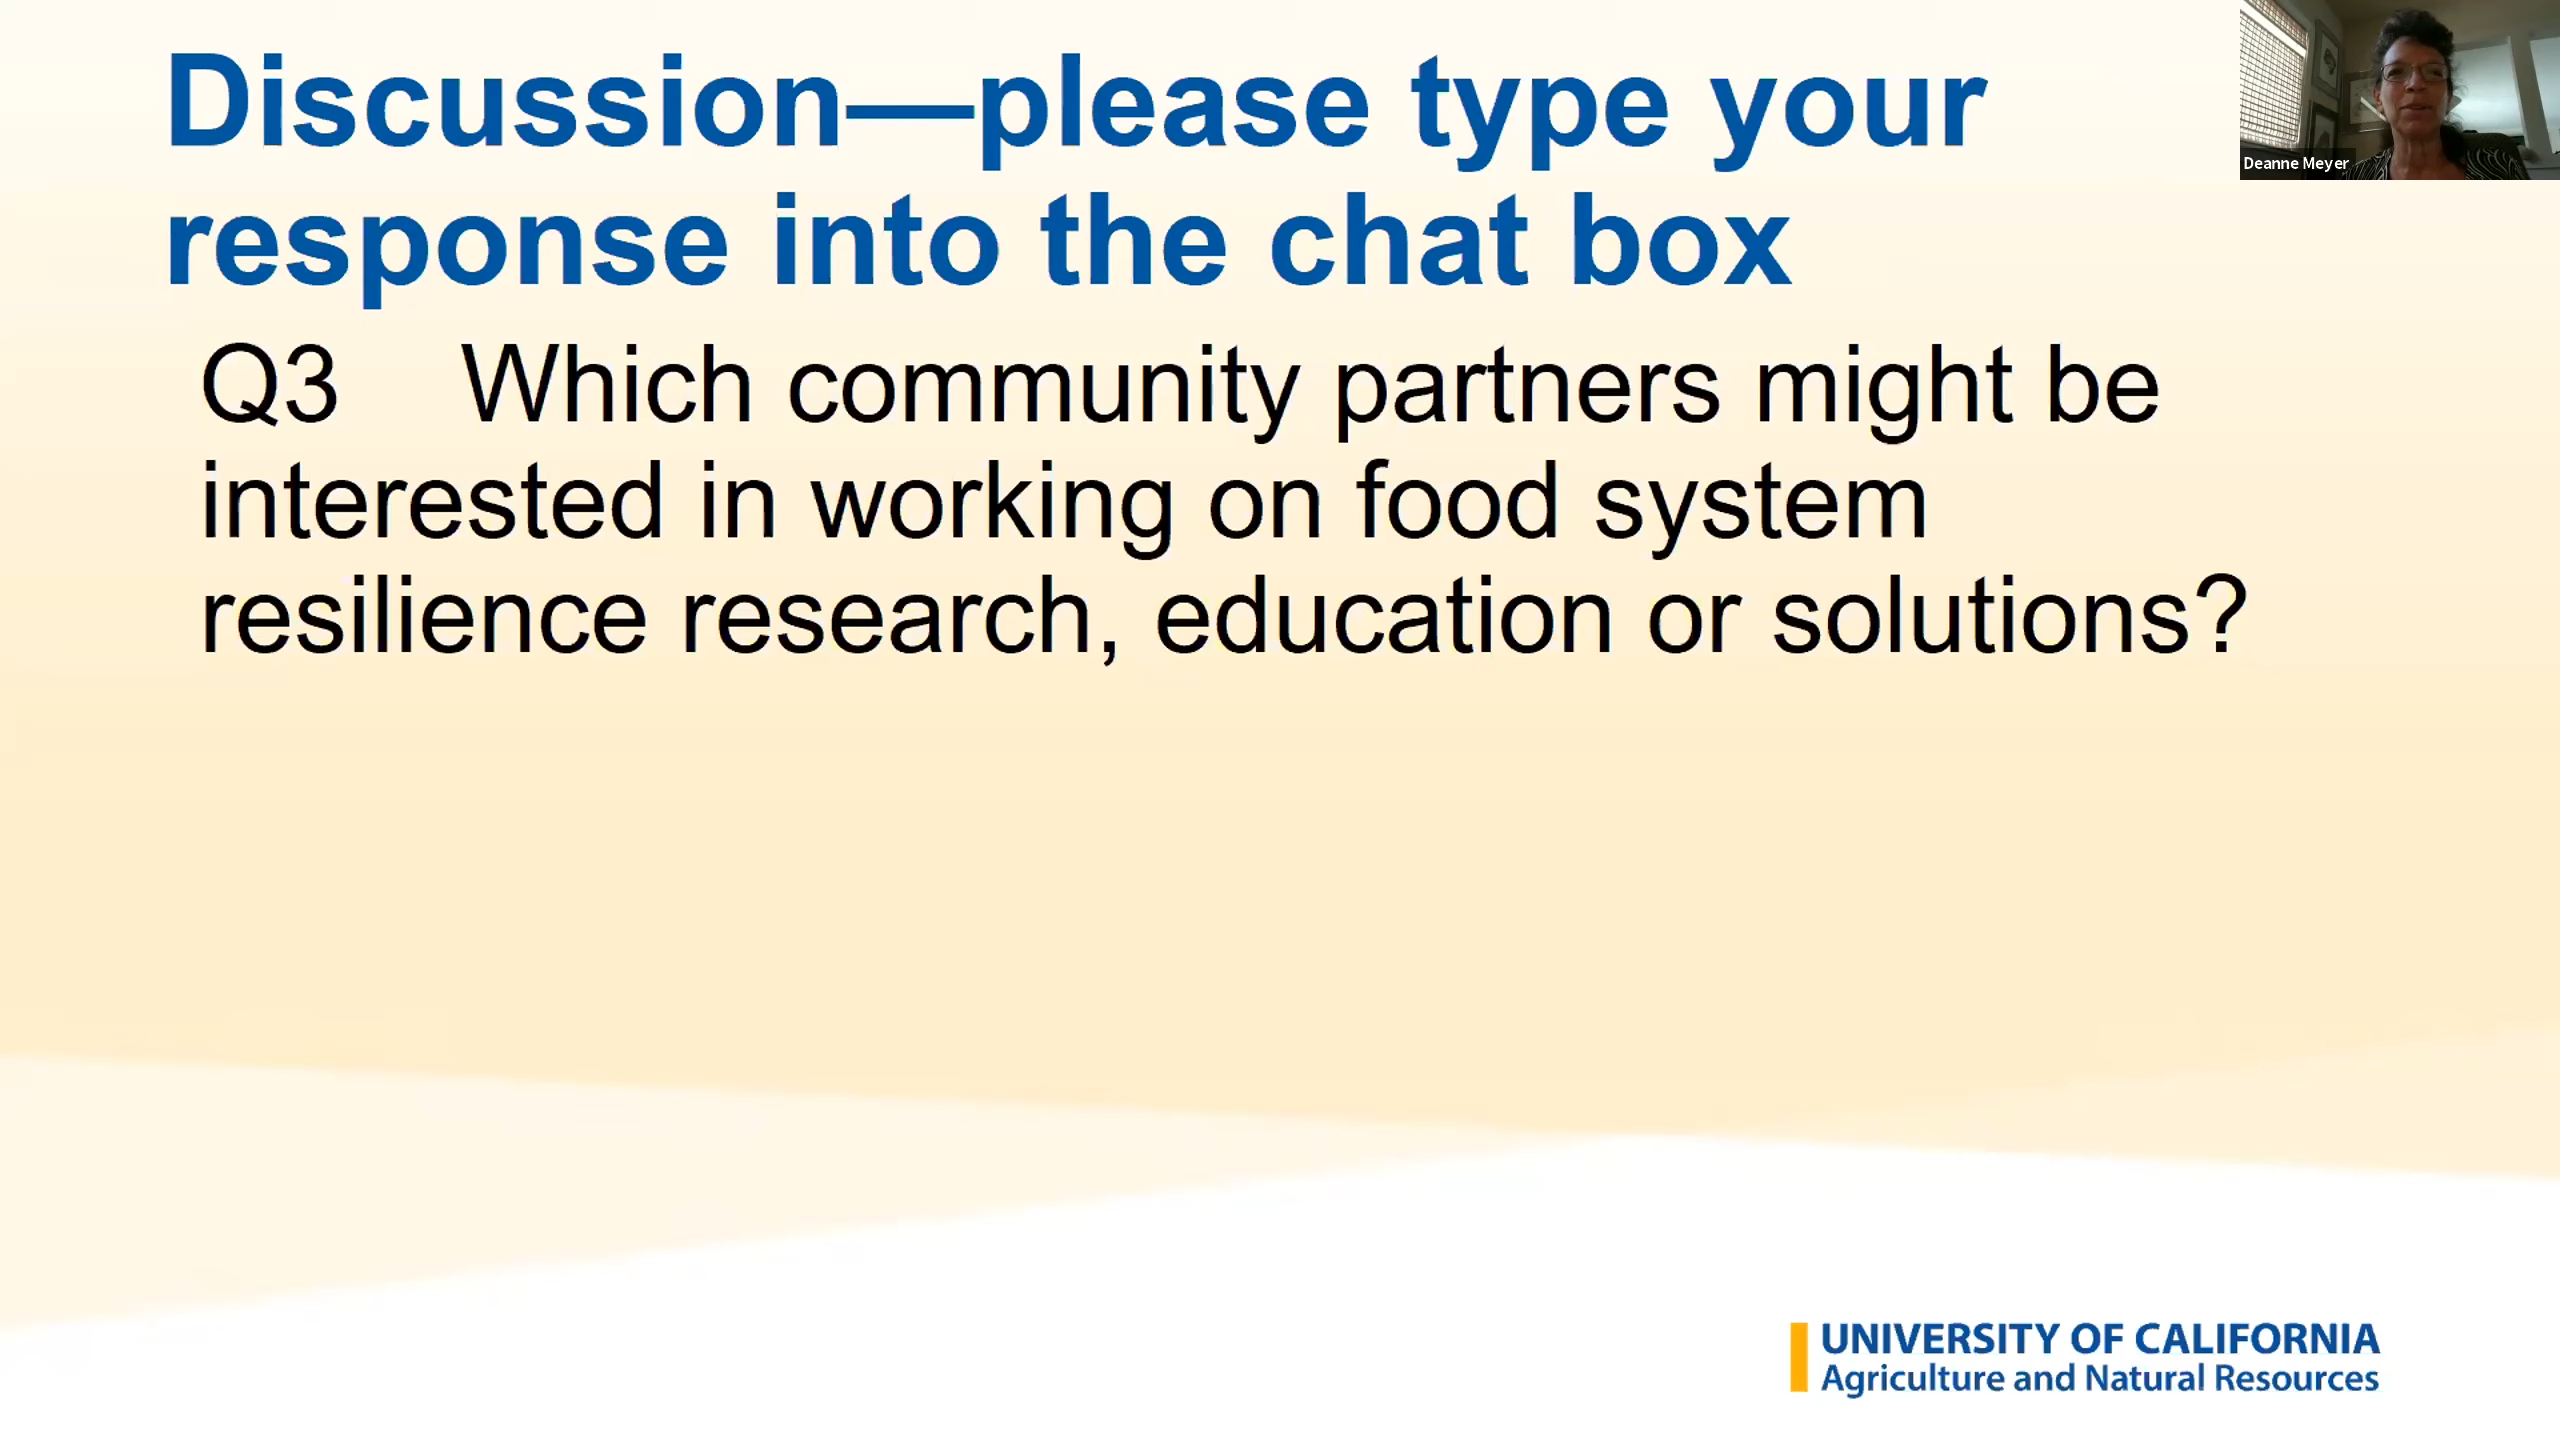 Discussion—please type your
response into the chat box
Deanne Meyer
Q3 Which community partners might be
interested in working on food system
resilience research, education or solutions?
UNIVERSITY OF CALIFORNIA
Agriculture and Natural Resources